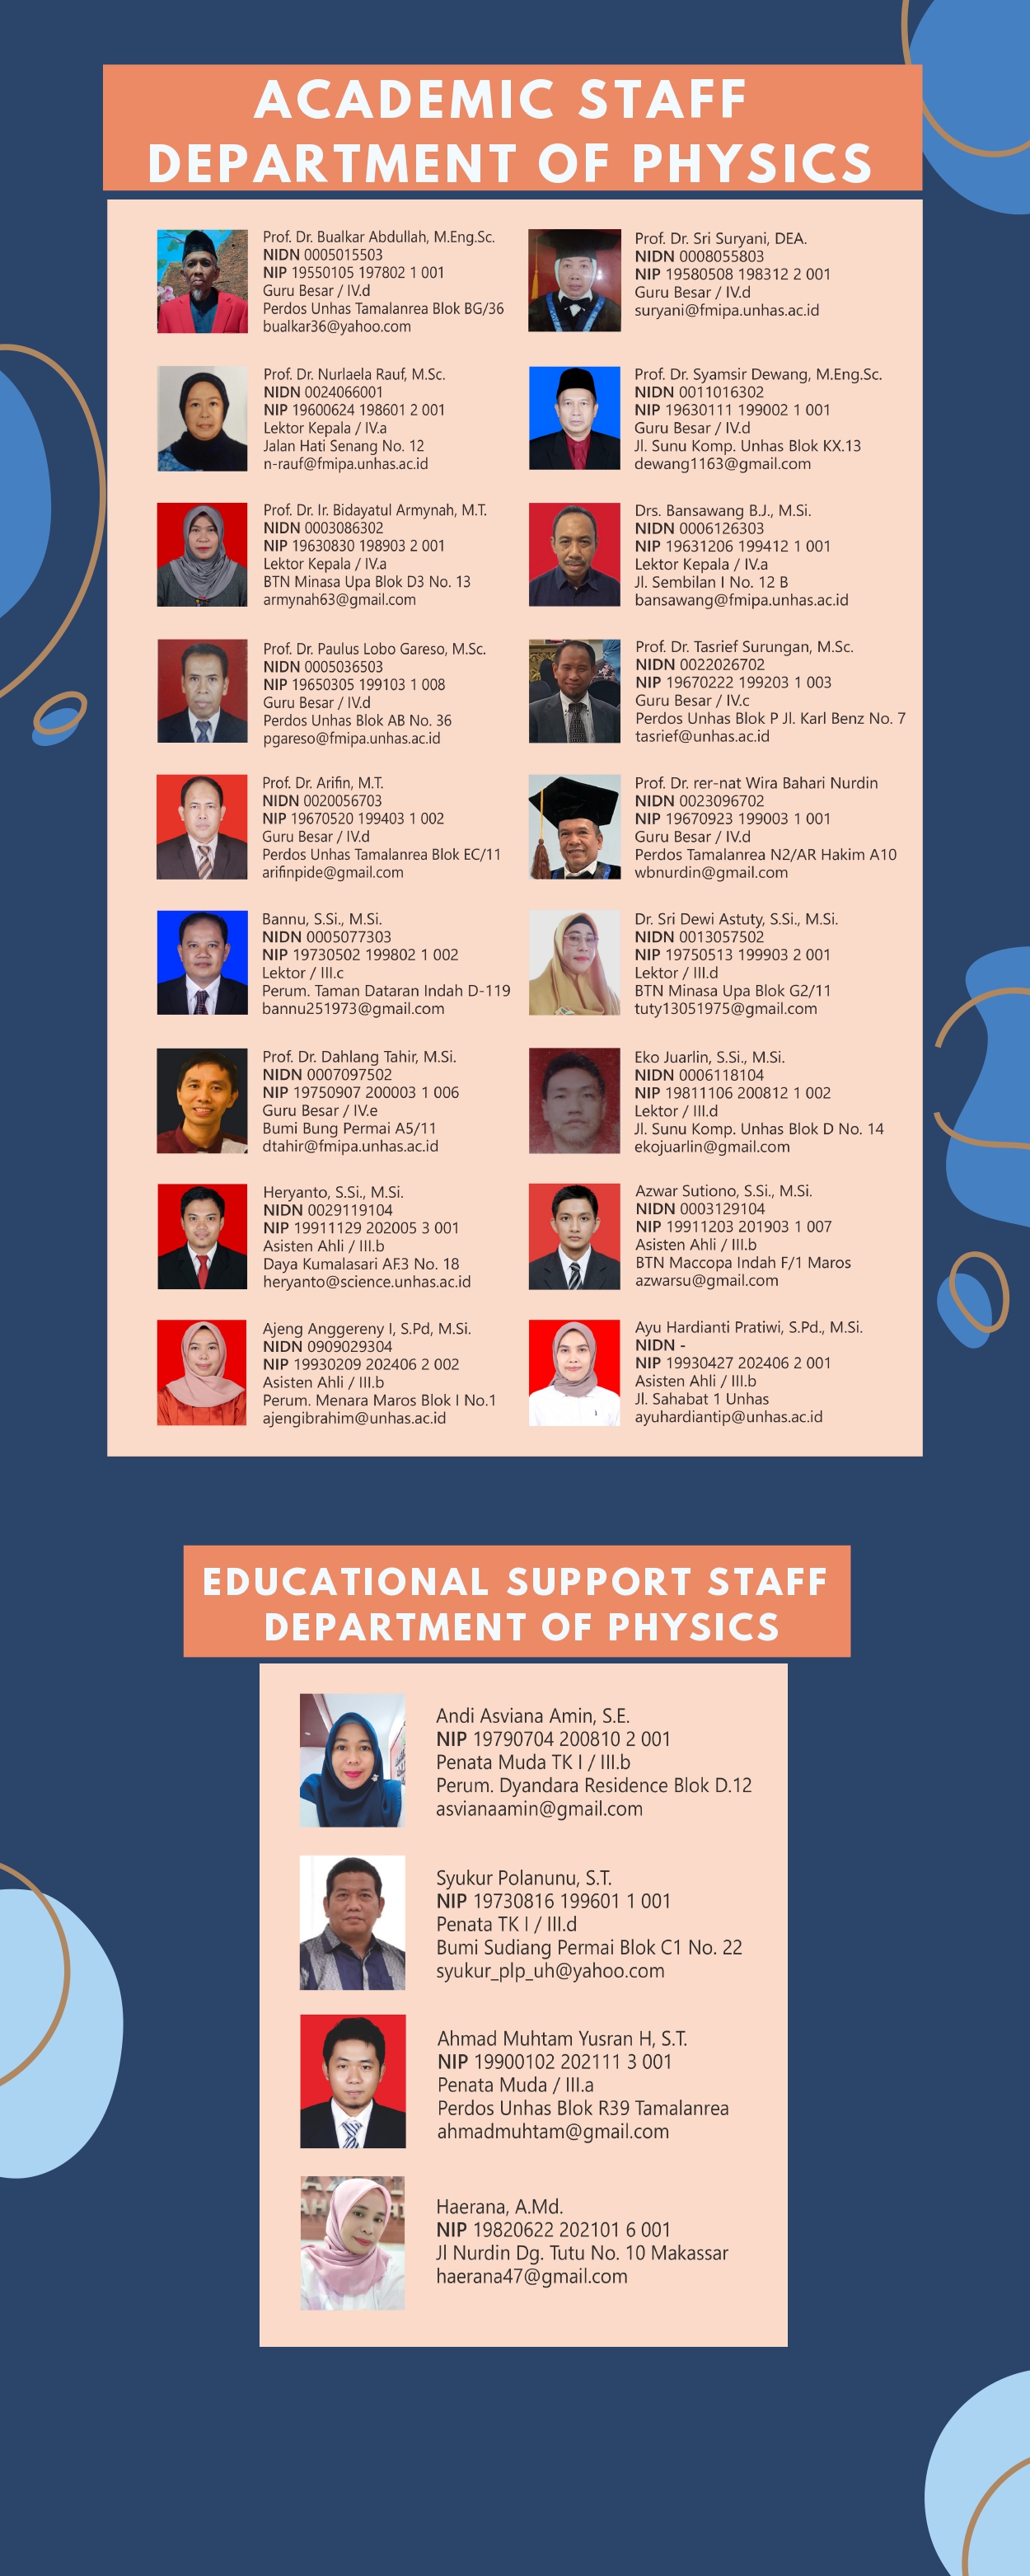 ACADEMIC STAFF
DEPARTMENT OF PHYSICS
Prof. Dr. Bualkar Abdullah, M.Eng.Sc.
NIDN 0005015503
NIP 19550105 197802 1 001
Guru Besar / IV.d
Perdos Unhas Tamalanrea Blok BG/36
bualkar36@yahoo.com
Prof. Dr. Sri Suryani, DEA.
NIDN 0008055803
NIP 19580508 198312 2 001
Guru Besar / IV.d
suryani@fmipa.unhas.ac.id
Prof. Dr. Nurlaela Rauf, M.Sc.
NIDN 0024066001
NIP 19600624 198601 2 001
Lektor Kepala / IV.a
Jalan Hati Senang No. 12
n-rauf@fmipa.unhas.ac.id
Prof. Dr. Syamsir Dewang, M.Eng.Sc.
NIDN 0011016302
NIP 19630111 199002 1 001
Guru Besar / IV.d
Jl. Sunu Komp. Unhas Blok KX.13
dewang1163@gmail.com
Prof. Dr. Ir. Bidayatul Armynah, M.T.
NIDN 0003086302
NIP 19630830 198903 2 001
Lektor Kepala / IV.a
BTN Minasa Upa Blok D3 No. 13
armynah63@gmail.com
Drs. Bansawang B.J., M.Si.
NIDN 0006126303
NIP 19631206 199412 1 001
Lektor Kepala / IV.a
Jl. Sembilan I No. 12 B
bansawang@fmipa.unhas.ac.id
Prof. Dr. Paulus Lobo Gareso, M.Sc.
NIDN 0005036503
NIP 19650305 199103 1 008
Guru Besar / IV.d
Perdos Unhas Blok AB No. 36
pgareso@fmipa.unhas.ac.id
Prof. Dr. Tasrief Surungan, M.Sc.
NIDN 0022026702
NIP 19670222 199203 1 003
Guru Besar / IV.c
Perdos Unhas Blok P Jl. Karl Benz No. 7
tasrief@unhas.ac.id
Prof. Dr. Arifin, M.T.
NIDN 0020056703
NIP 19670520 199403 1 002
Guru Besar / IV.d
Perdos Unhas Tamalanrea Blok EC/11
arifinpide@gmail.com
Prof. Dr. rer-nat Wira Bahari Nurdin
NIDN 0023096702
NIP 19670923 199003 1 001
Guru Besar / IV.d
Perdos Tamalanrea N2/AR Hakim A10
wbnurdin@gmail.com
Bannu, S.Si., M.Si.
NIDN 0005077303
NIP 19730502 199802 1 002
Lektor / III.c
Perum. Taman Dataran Indah D-119
bannu251973@gmail.com
Dr. Sri Dewi Astuty, S.Si., M.Si.
NIDN 0013057502
NIP 19750513 199903 2 001
Lektor / III.d
BTN Minasa Upa Blok G2/11
tuty13051975@gmail.com
Prof. Dr. Dahlang Tahir, M.Si.
NIDN 0007097502
NIP 19750907 200003 1 006
Guru Besar / IV.e
Bumi Bung Permai A5/11
dtahir@fmipa.unhas.ac.id
Eko Juarlin, S.Si., M.Si.
NIDN 0006118104
NIP 19811106 200812 1 002
Lektor / III.d
Jl. Sunu Komp. Unhas Blok D No. 14
ekojuarlin@gmail.com
Heryanto, S.Si., M.Si.
NIDN 0029119104
NIP 19911129 202005 3 001
Asisten Ahli / III.b
Daya Kumalasari AF.3 No. 18
heryanto@science.unhas.ac.id
Azwar Sutiono, S.Si., M.Si.
NIDN 0003129104
NIP 19911203 201903 1 007
Asisten Ahli / III.b
BTN Maccopa Indah F/1 Maros
azwarsu@gmail.com
Ajeng Anggereny I, S.Pd, M.Si.
NIDN 0909029304
NIP 19930209 202406 2 002
Asisten Ahli / III.b
Perum. Menara Maros Blok I No.1
ajengibrahim@unhas.ac.id
Ayu Hardianti Pratiwi, S.Pd., M.Si.
NIDN -
NIP 19930427 202406 2 001
Asisten Ahli / III.b
Jl. Sahabat 1 Unhas
ayuhardiantip@unhas.ac.id
EDUCATIONAL SUPPORT STAFF
DEPARTMENT OF PHYSICS
Andi Asviana Amin, S.E.
NIP 19790704 200810 2 001
Penata Muda TK I / III.b
Perum. Dyandara Residence Blok D.12
asvianaamin@gmail.com
Syukur Polanunu, S.T.
NIP 19730816 199601 1 001
Penata TK I / III.d
Bumi Sudiang Permai Blok C1 No. 22
syukur_plp_uh@yahoo.com
Ahmad Muhtam Yusran H, S.T.
NIP 19900102 202111 3 001
Penata Muda / III.a
Perdos Unhas Blok R39 Tamalanrea
ahmadmuhtam@gmail.com
Haerana, A.Md.
NIP 19820622 202101 6 001
Jl Nurdin Dg. Tutu No. 10 Makassar
haerana47@gmail.com